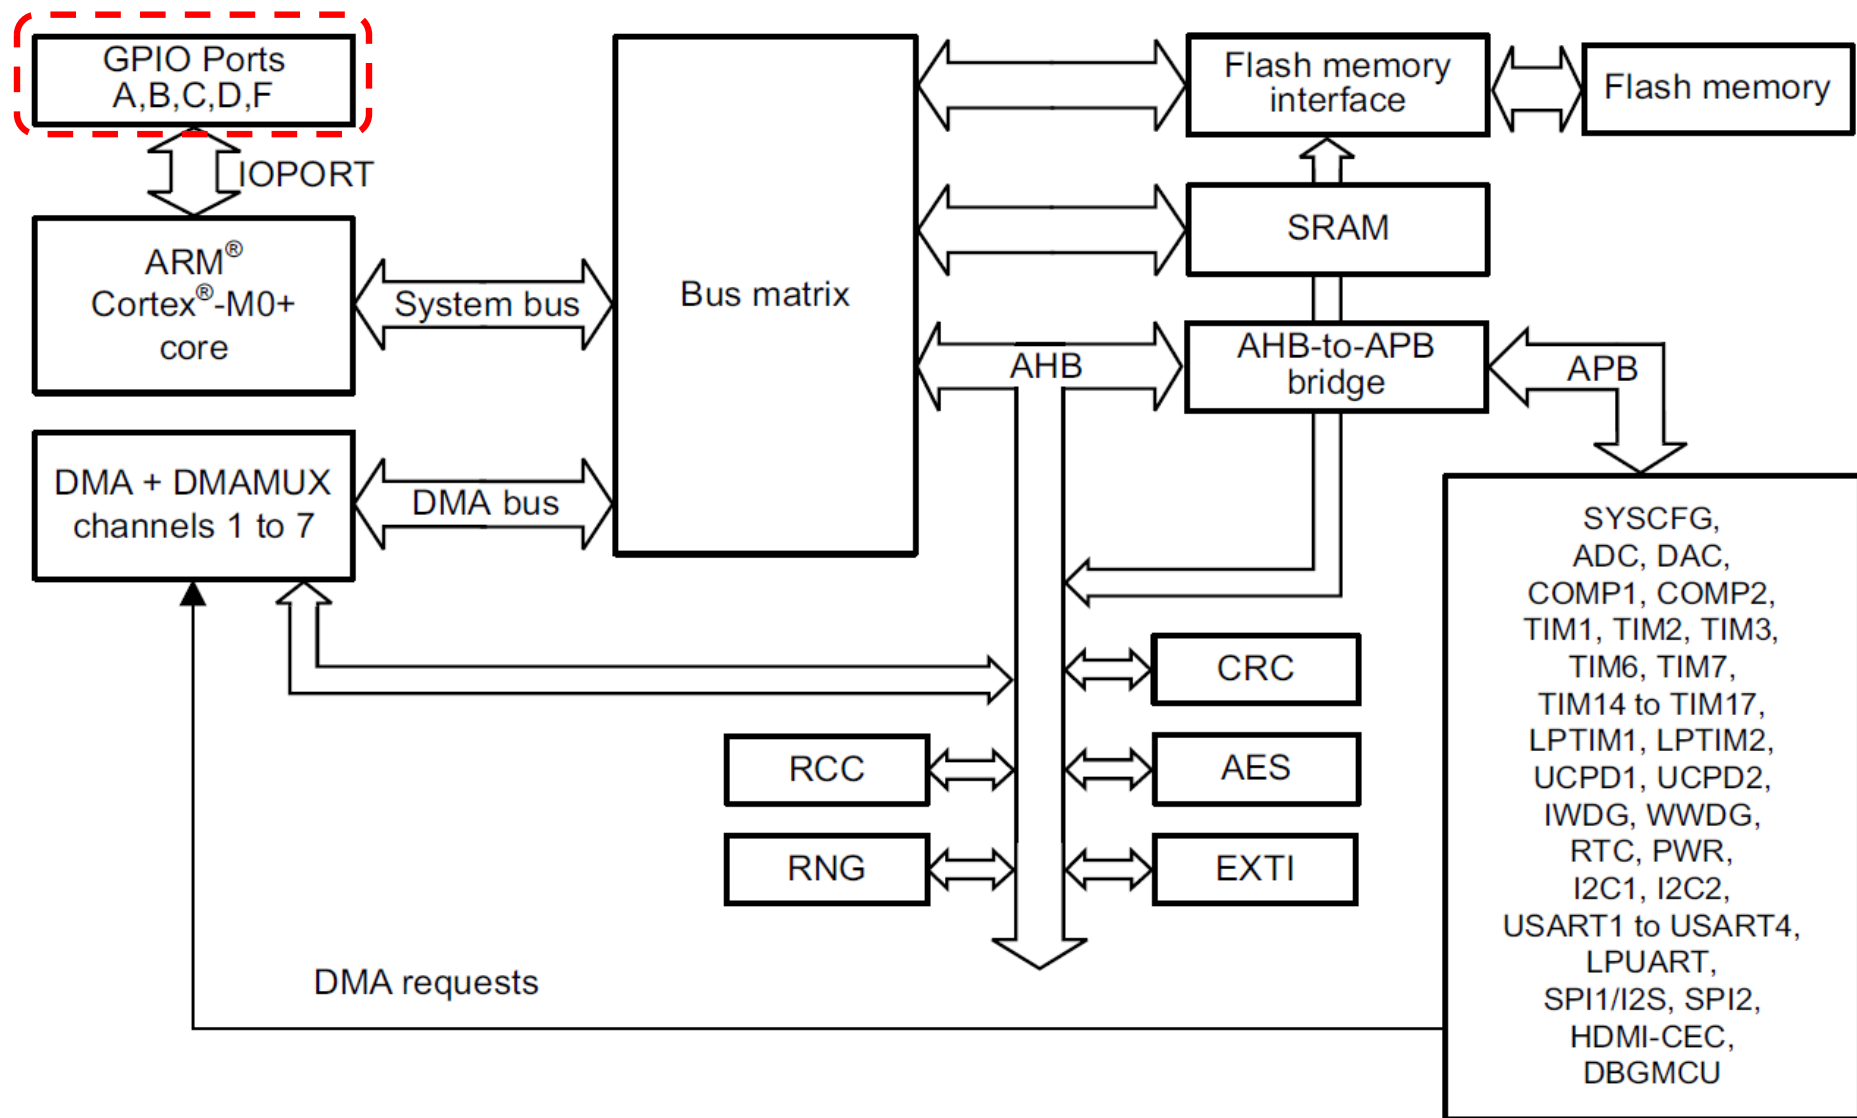 GPIO Ports
A,B,C,D,F
IOPORT
ARM®
Cortex®-M0+
core
System bus
DMA + DMAMUX
channels 1 to 7
DMA bus
Bus matrix
Flash memory
interface
Flash memory
SRAM
AHB
AHB-to-APB
bridge
APB
CRC
RCC
AES
RNG
EXTI
DMA requests
SYSCFG,
ADC, DAC,
COMP1, COMP2,
TIM1, TIM2, TIM3,
TIM6, TIM7,
TIM14 to TIM17,
LPTIM1, LPTIM2,
UCPD1, UCPD2,
IWDG, WWDG,
RTC, PWR,
I2C1, I2C2,
USART1 to USART4,
LPUART,
SPI1/I2S, SPI2,
HDMI-CEC,
DBGMCU